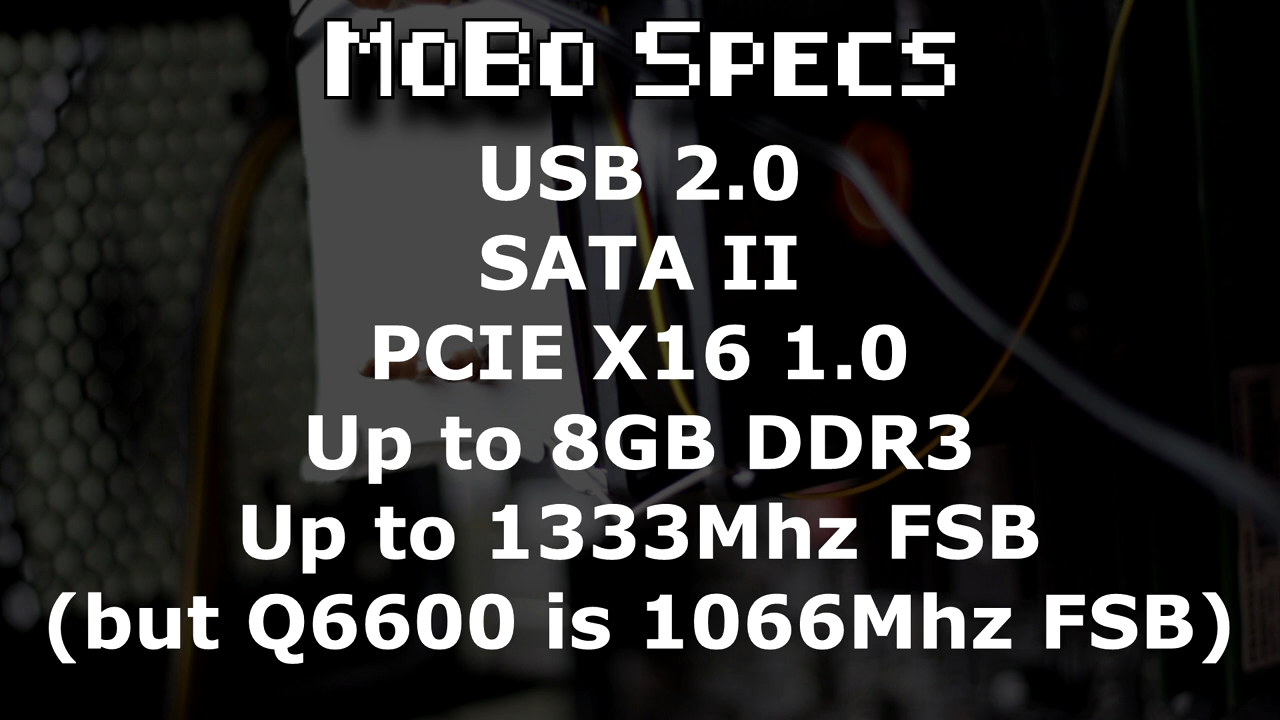 MoBo Specs
USB 2.0
SATA II
PCIE X16 1.0
Up to 8GB DDR3
Up to 1333Mhz FSB
(but Q6600 is 1066Mhz FSB)